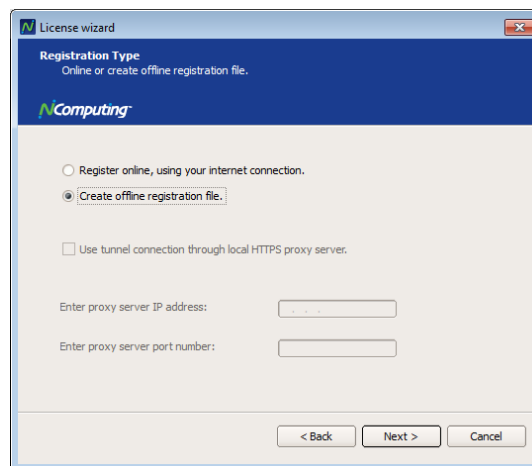 License wizard
Registration Type
Online or create offline registration file.
NComputing
Register online, using your internet connection.
Create offline registration file.
Use tunnel connection through local HTTPS proxy server.
Enter proxy server IP address:
Enter proxy server port number:
< Back Next > Cancel